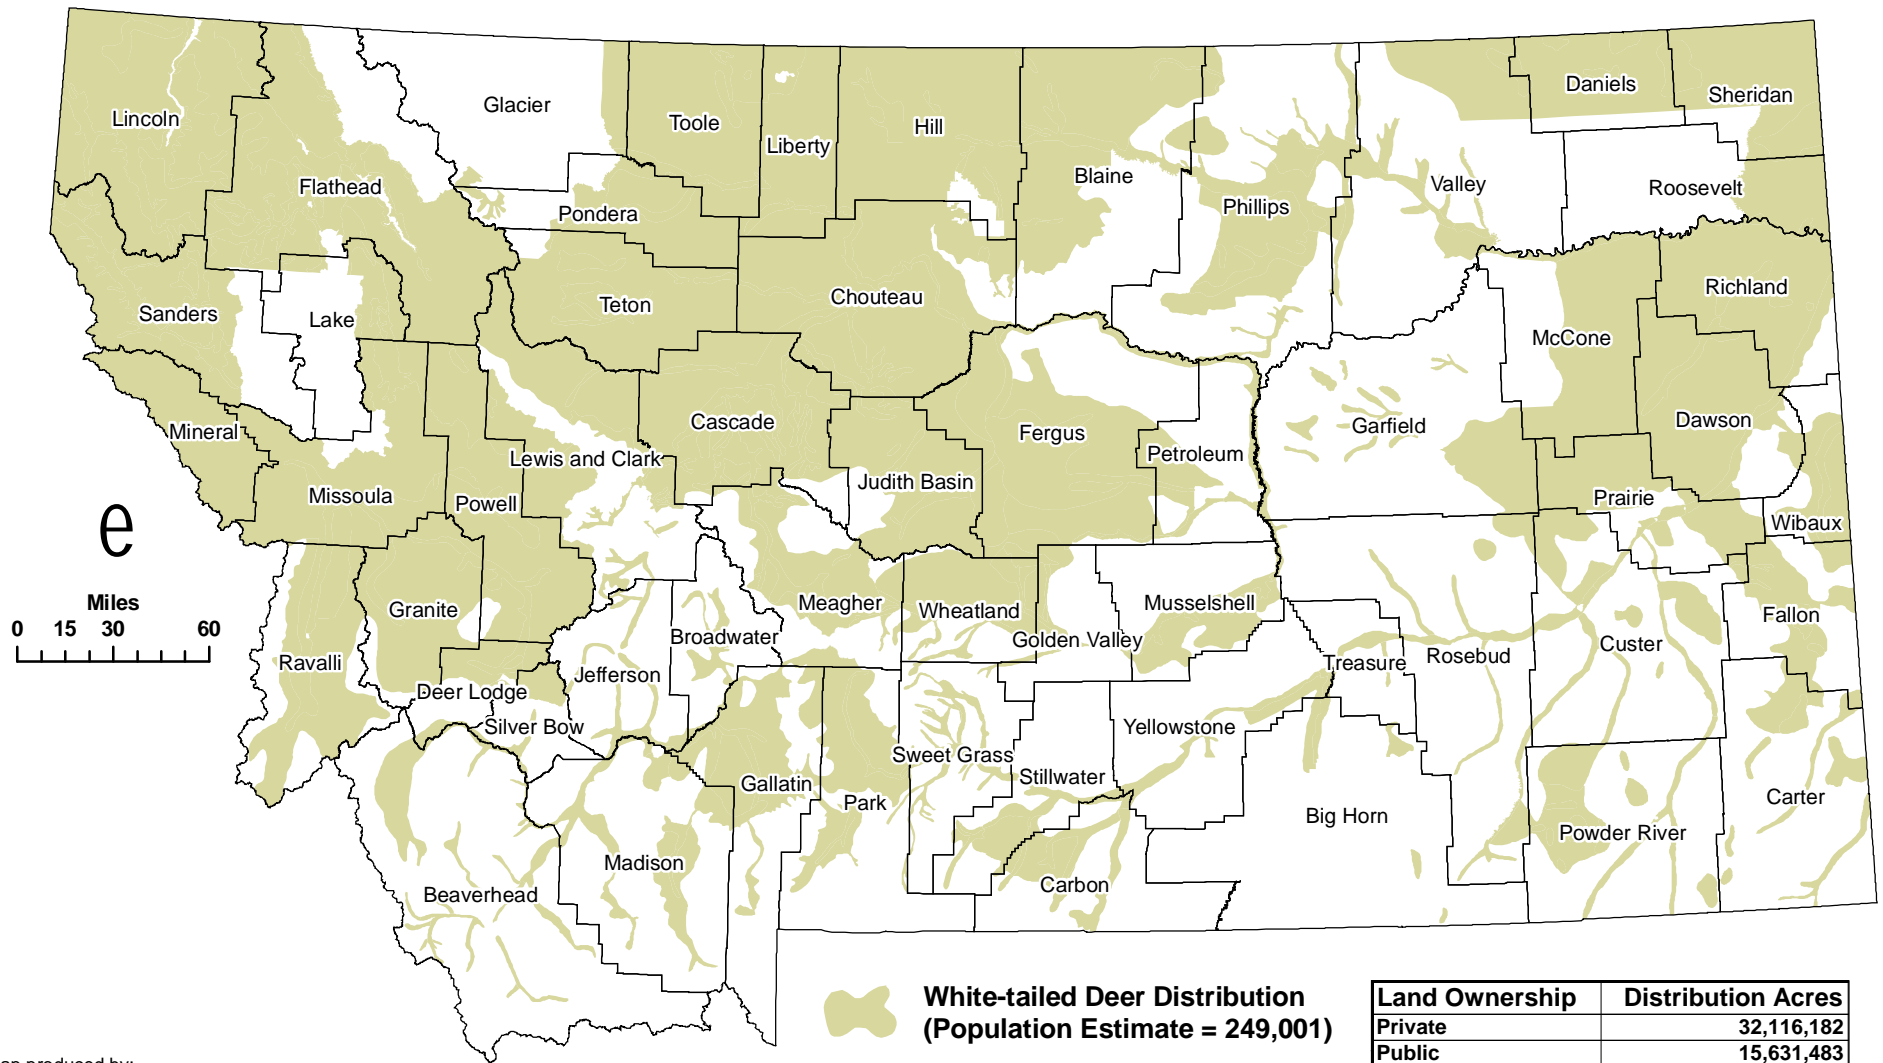 Lincoln
Flathead
Glacier
Toole
Liberty
Hill
Blaine
Phillips
Valley
Daniels
Sheridan
Roosevelt
Pondera
Teton
Chouteau
Sanders
Lake
McCone
Richland
Mineral
Missoula
Powell
Lewis and Clark
Cascade
Judith Basin
Fergus
Petroleum
Garfield
Dawson
Prairie
Wibaux
e
Miles
0 15 30 60
Ravalli
Granite
Deer Lodge
Silver Bow
Jefferson
Broadwater
Meagher
Wheatland
Golden Valley
Musselshell
Treasure
Rosebud
Custer
Fallon
Beaverhead
Madison
Gallatin
Park
Sweet Grass
Stillwater
Yellowstone
Carbon
Big Horn
Powder River
Carter
White-tailed Deer Distribution
(Population Estimate = 249,001)
Land Ownership Distribution Acres
Private 32,116,182
Public 15,631,483